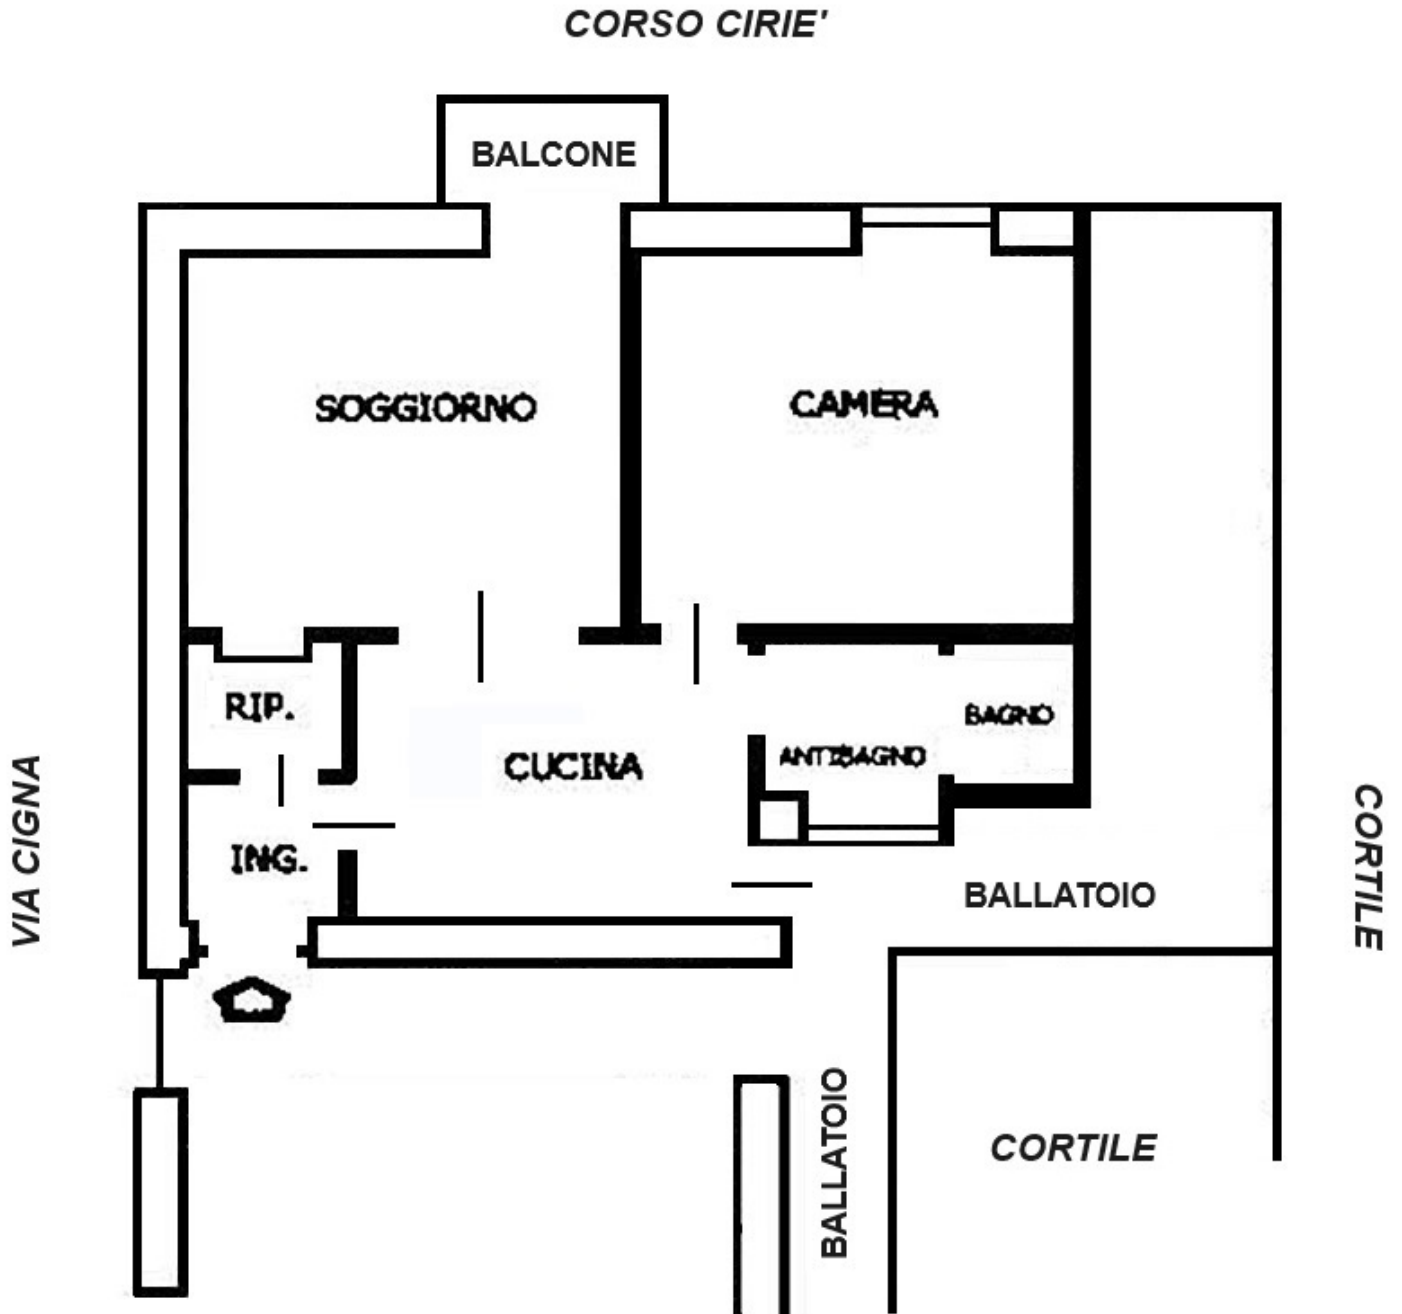 CORSO CIRIE'
BALCONE
SOGGIORNO
CAMERA
RIP.
BAGNO
ANTIBAGNO
CUCINA
VIA CIGNA
ING.
CORTILE
BALLATOIO
BALLATOIO
CORTILE